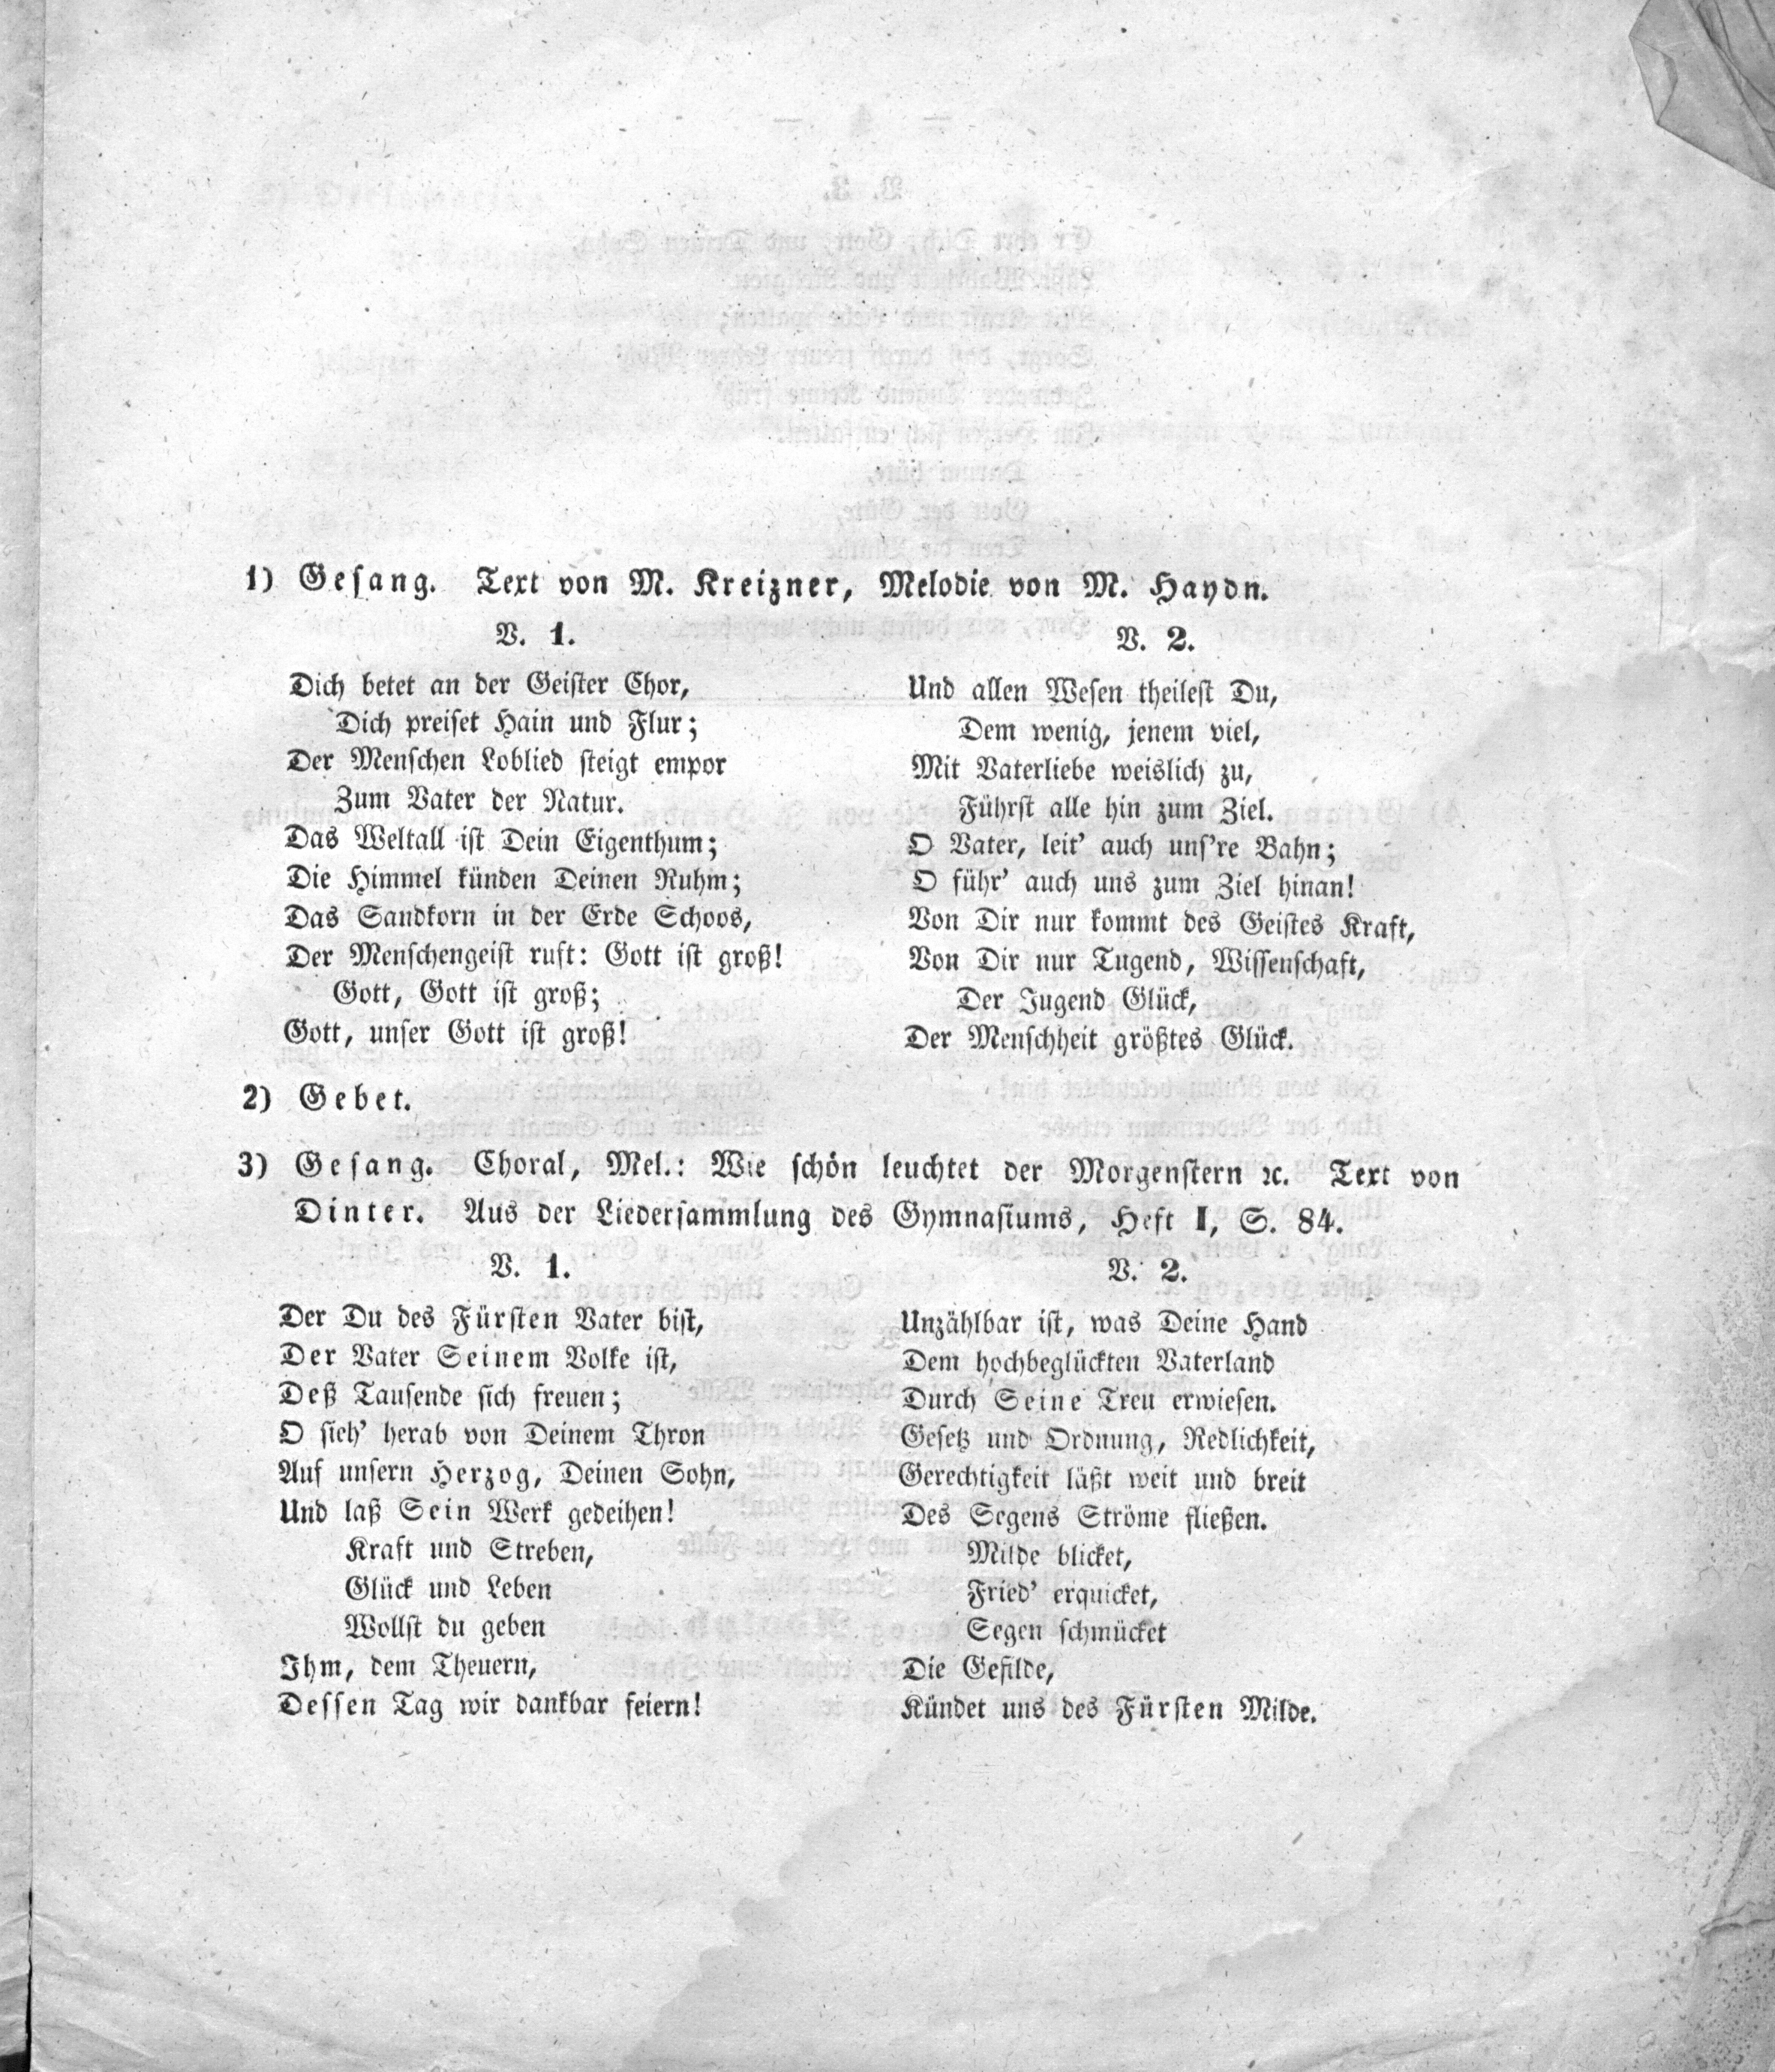 1) Gesang. Text von M. Kreizner, Melodie von M. Haydn.
V. 1.
Dich betet an der Geister Chor,
Dich preiset Hain und Flur;
Der Menschen Loblied steigt empor
Zum Vater der Natur.
Das Weltall ist Dein Eigenthum;
Die Himmel künden Deinen Ruhm;
Das Sandkorn in der Erde Schoos,
Der Menschengeist ruft: Gott ist groß!
Gott, Gott ist groß;
Gott, unser Gott ist groß!
V. 2.
Und allen Wesen theilest Du,
Dem wenig, jenem viel,
Mit Vaterliebe weislich zu,
Führst alle hin zum Ziel.
O Vater, leit' auch uns're Bahn;
O führ' auch uns zum Ziel hinan!
Von Dir nur kommt des Geistes Kraft,
Von Dir nur Tugend, Wissenschaft,
Der Jugend Glück,
Der Menschheit größtes Glück.
2) Gebet.
3) Gesang. Choral, Mel.: Wie schön leuchtet der Morgenstern ꝛc. Text von
Dinter. Aus der Liedersammlung des Gymnasiums, Heft I, S. 84.
V. 1.
Der Du des Fürsten Vater bist,
Der Vater Seinem Volke ist,
Deß Tausende sich freuen;
O sieh' herab von Deinem Thron
Auf unsern Herzog, Deinen Sohn,
Und laß Sein Werk gedeihen!
Kraft und Streben,
Glück und Leben
Wollst du geben
Ihm, dem Theuern,
Dessen Tag wir dankbar feiern!
V. 2.
Unzählbar ist, was Deine Hand
Dem hochbeglückten Vaterland
Durch Seine Treu erwiesen.
Gesetz und Ordnung, Redlichkeit,
Gerechtigkeit läßt weit und breit
Des Segens Ströme fließen.
Milde blicket,
Fried' erquicket,
Segen schmücket
Die Gefilde,
Kündet uns des Fürsten Milde.